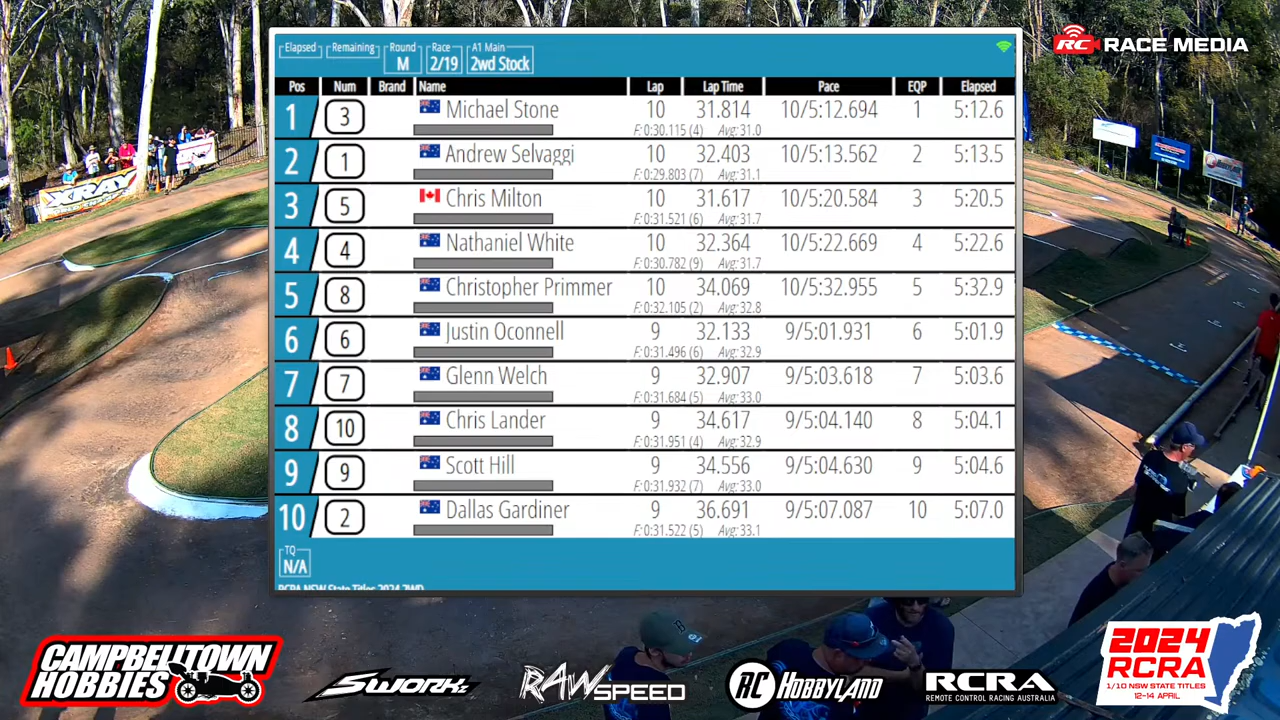 RC RACE MEDIA
Elapsed Remaining Round M Race 2/19 A1 Main 2wd Stock
Pos Num Brand Name Lap Lap Time Pace EQP Elapsed
1 3 Michael Stone 10 31.814 10/5:12.694 1 5:12.6
F: 0:30.115 (4) Avg: 31.0
2 1 Andrew Selvaggi 10 32.403 10/5:13.562 2 5:13.5
F: 0:29.803 (7) Avg: 31.1
3 5 Chris Milton 10 31.617 10/5:20.584 3 5:20.5
F: 0:31.521 (6) Avg: 31.7
4 4 Nathaniel White 10 32.364 10/5:22.669 4 5:22.6
F: 0:30.782 (9) Avg: 31.7
5 8 Christopher Primmer 10 34.069 10/5:32.955 5 5:32.9
F: 0:32.105 (2) Avg: 32.8
6 6 Justin Oconnell 9 32.133 9/5:01.931 6 5:01.9
F: 0:31.496 (6) Avg: 32.9
7 7 Glenn Welch 9 32.907 9/5:03.618 7 5:03.6
F: 0:31.684 (5) Avg: 33.0
8 10 Chris Lander 9 34.617 9/5:04.140 8 5:04.1
F: 0:31.951 (4) Avg: 32.9
9 9 Scott Hill 9 34.556 9/5:04.630 9 5:04.6
F: 0:31.932 (7) Avg: 33.0
10 2 Dallas Gardiner 9 36.691 9/5:07.087 10 5:07.0
F: 0:31.522 (5) Avg: 33.1
TQ
N/A
RCRA NSW State Titles 2024 2WD
XRAY
CAMPBELLTOWN
HOBBIES
SWORKz
RAW SPEED
RC HOBBYLAND
RCRA
REMOTE CONTROL RACING AUSTRALIA
2024
RCRA
1/10 NSW STATE TITLES
12-14 APRIL